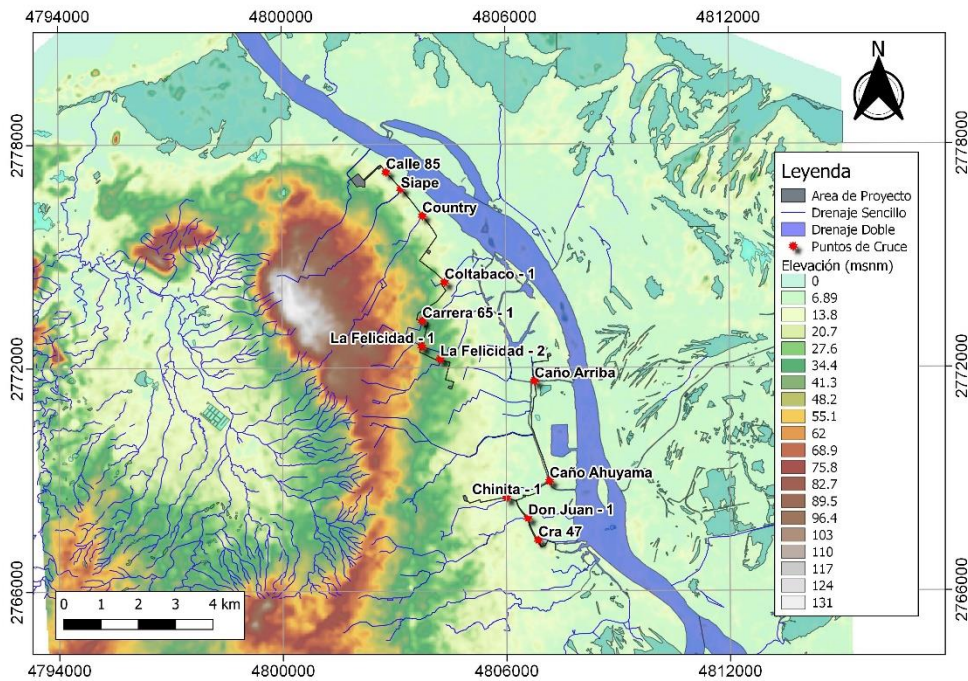 4794000
4800000
4806000
4812000
N
2778000
2778000
Calle 85
Siape
Country
Coltabaco - 1
Carrera 65 - 1
La Felicidad - 1
La Felicidad - 2
2772000
2772000
Caño Arriba
Caño Ahuyama
Chinita - 1
Don Juan - 1
Cra 47
2766000
2766000
Leyenda
Area de Proyecto
Drenaje Sencillo
Drenaje Doble
Puntos de Cruce
Elevación (msnm)
0
6.89
13.8
20.7
27.6
34.4
41.3
48.2
55.1
62
68.9
75.8
82.7
89.5
96.4
103
110
117
124
131
0 1 2 3 4 km
4794000
4800000
4806000
4812000